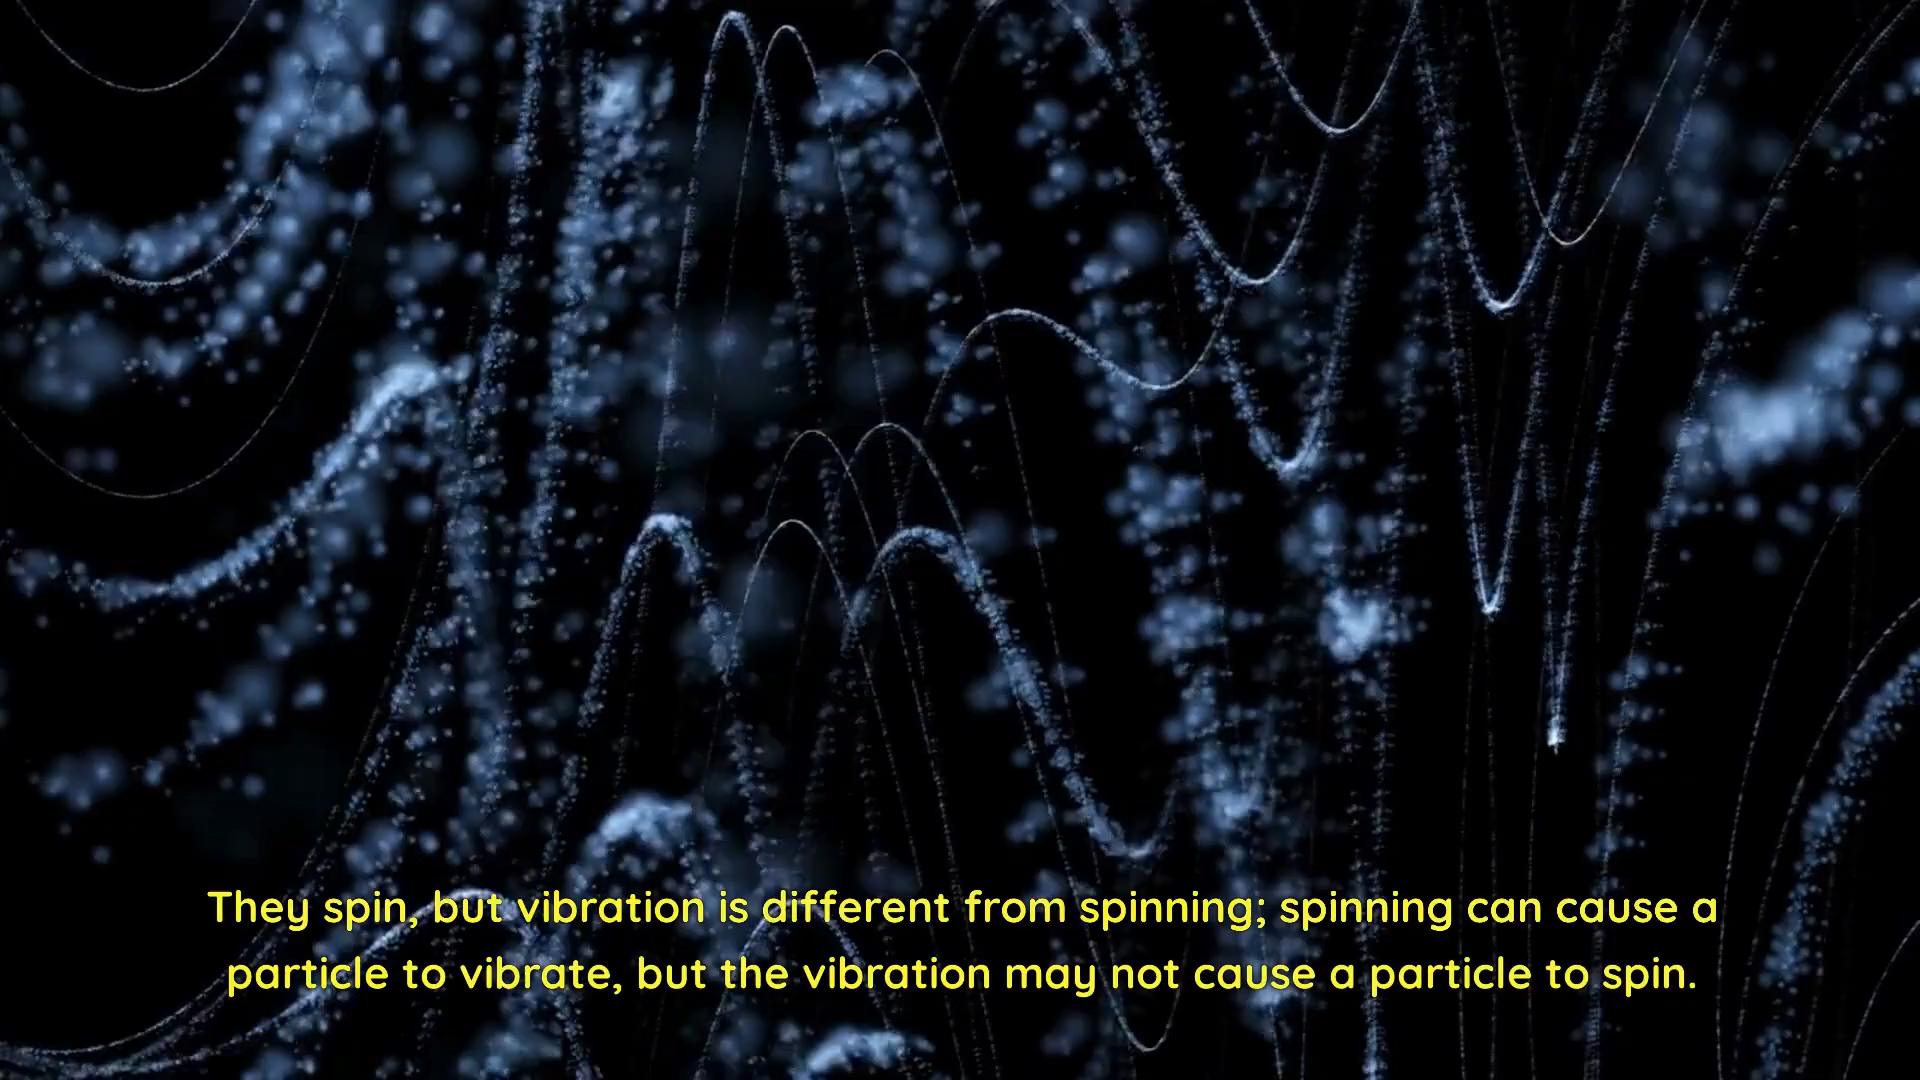 They spin, but vibration is different from spinning; spinning can cause a
particle to vibrate, but the vibration may not cause a particle to spin.